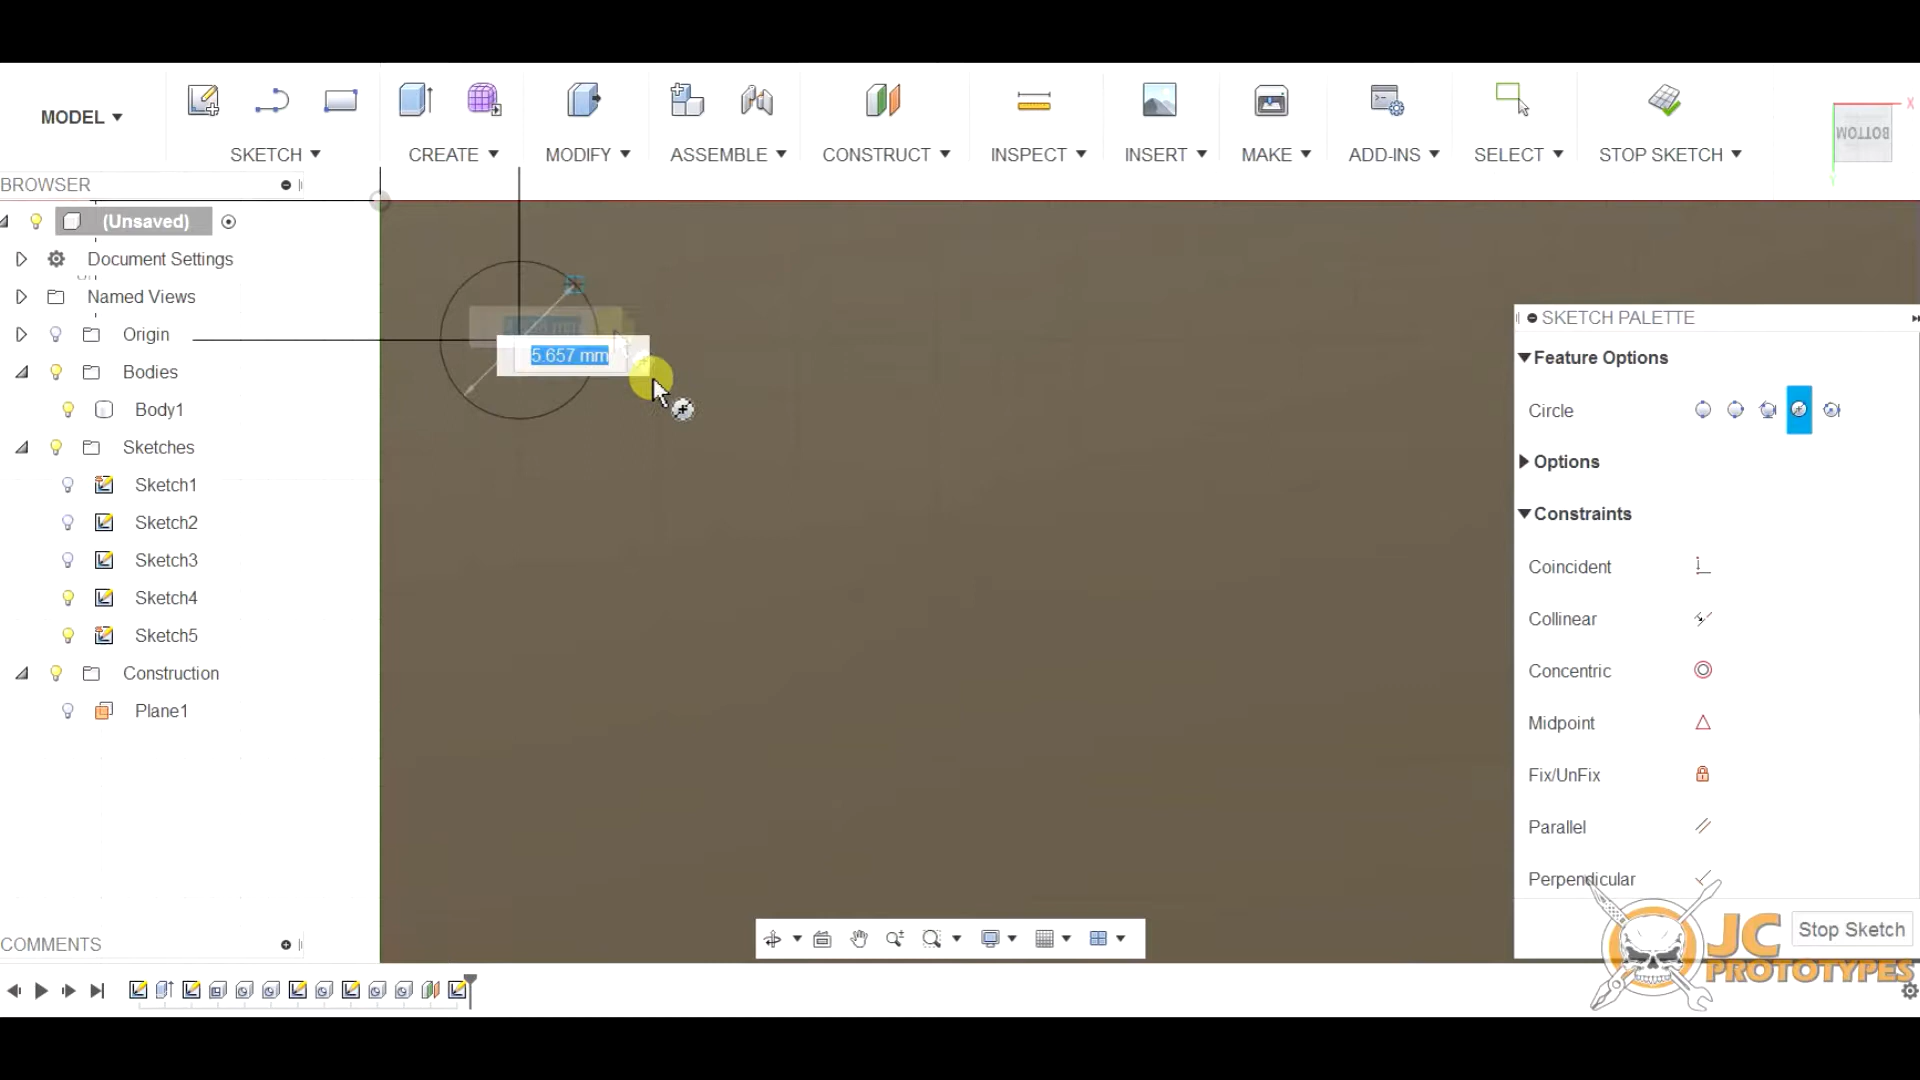 MODEL
SKETCH
CREATE
MODIFY
ASSEMBLE
CONSTRUCT
INSPECT
INSERT
MAKE
ADD-INS
SELECT
STOP SKETCH
BOTTOM
X
BROWSER
(Unsaved)
Document Settings
Named Views
Origin
Bodies
Body1
Sketches
Sketch1
Sketch2
Sketch3
Sketch4
Sketch5
Construction
Plane1
5.657 mm
SKETCH PALETTE
Feature Options
Circle
Options
Constraints
Coincident
Collinear
Concentric
Midpoint
Fix/UnFix
Parallel
Perpendicular
Stop Sketch
JC
PROTOTYPES
COMMENTS